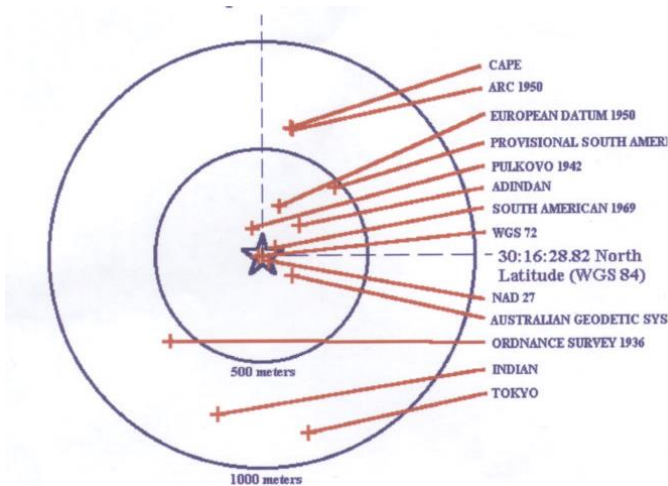 CAPE
ARC 1950
EUROPEAN DATUM 1950
PROVISIONAL SOUTH AMERI
PULKOVO 1942
ADINDAN
SOUTH AMERICAN 1969
WGS 72
30:16:28.82 North
Latitude (WGS 84)
NAD 27
AUSTRALIAN GEODETIC SYS
ORDNANCE SURVEY 1936
500 meters
INDIAN
TOKYO
1000 meters